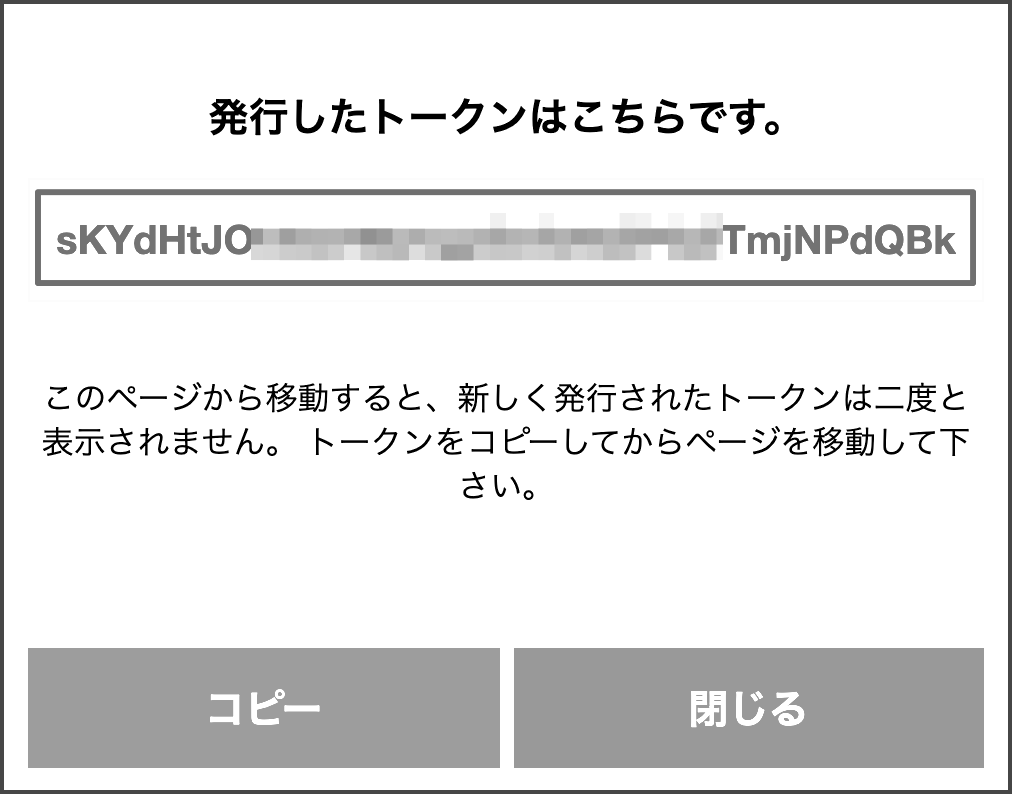 発行したトークンはこちらです。
sKYdHtJO TmjNPdQBk
このページから移動すると、新しく発行されたトークンは二度と
表示されません。 トークンをコピーしてからページを移動して下
さい。
コピー
閉じる